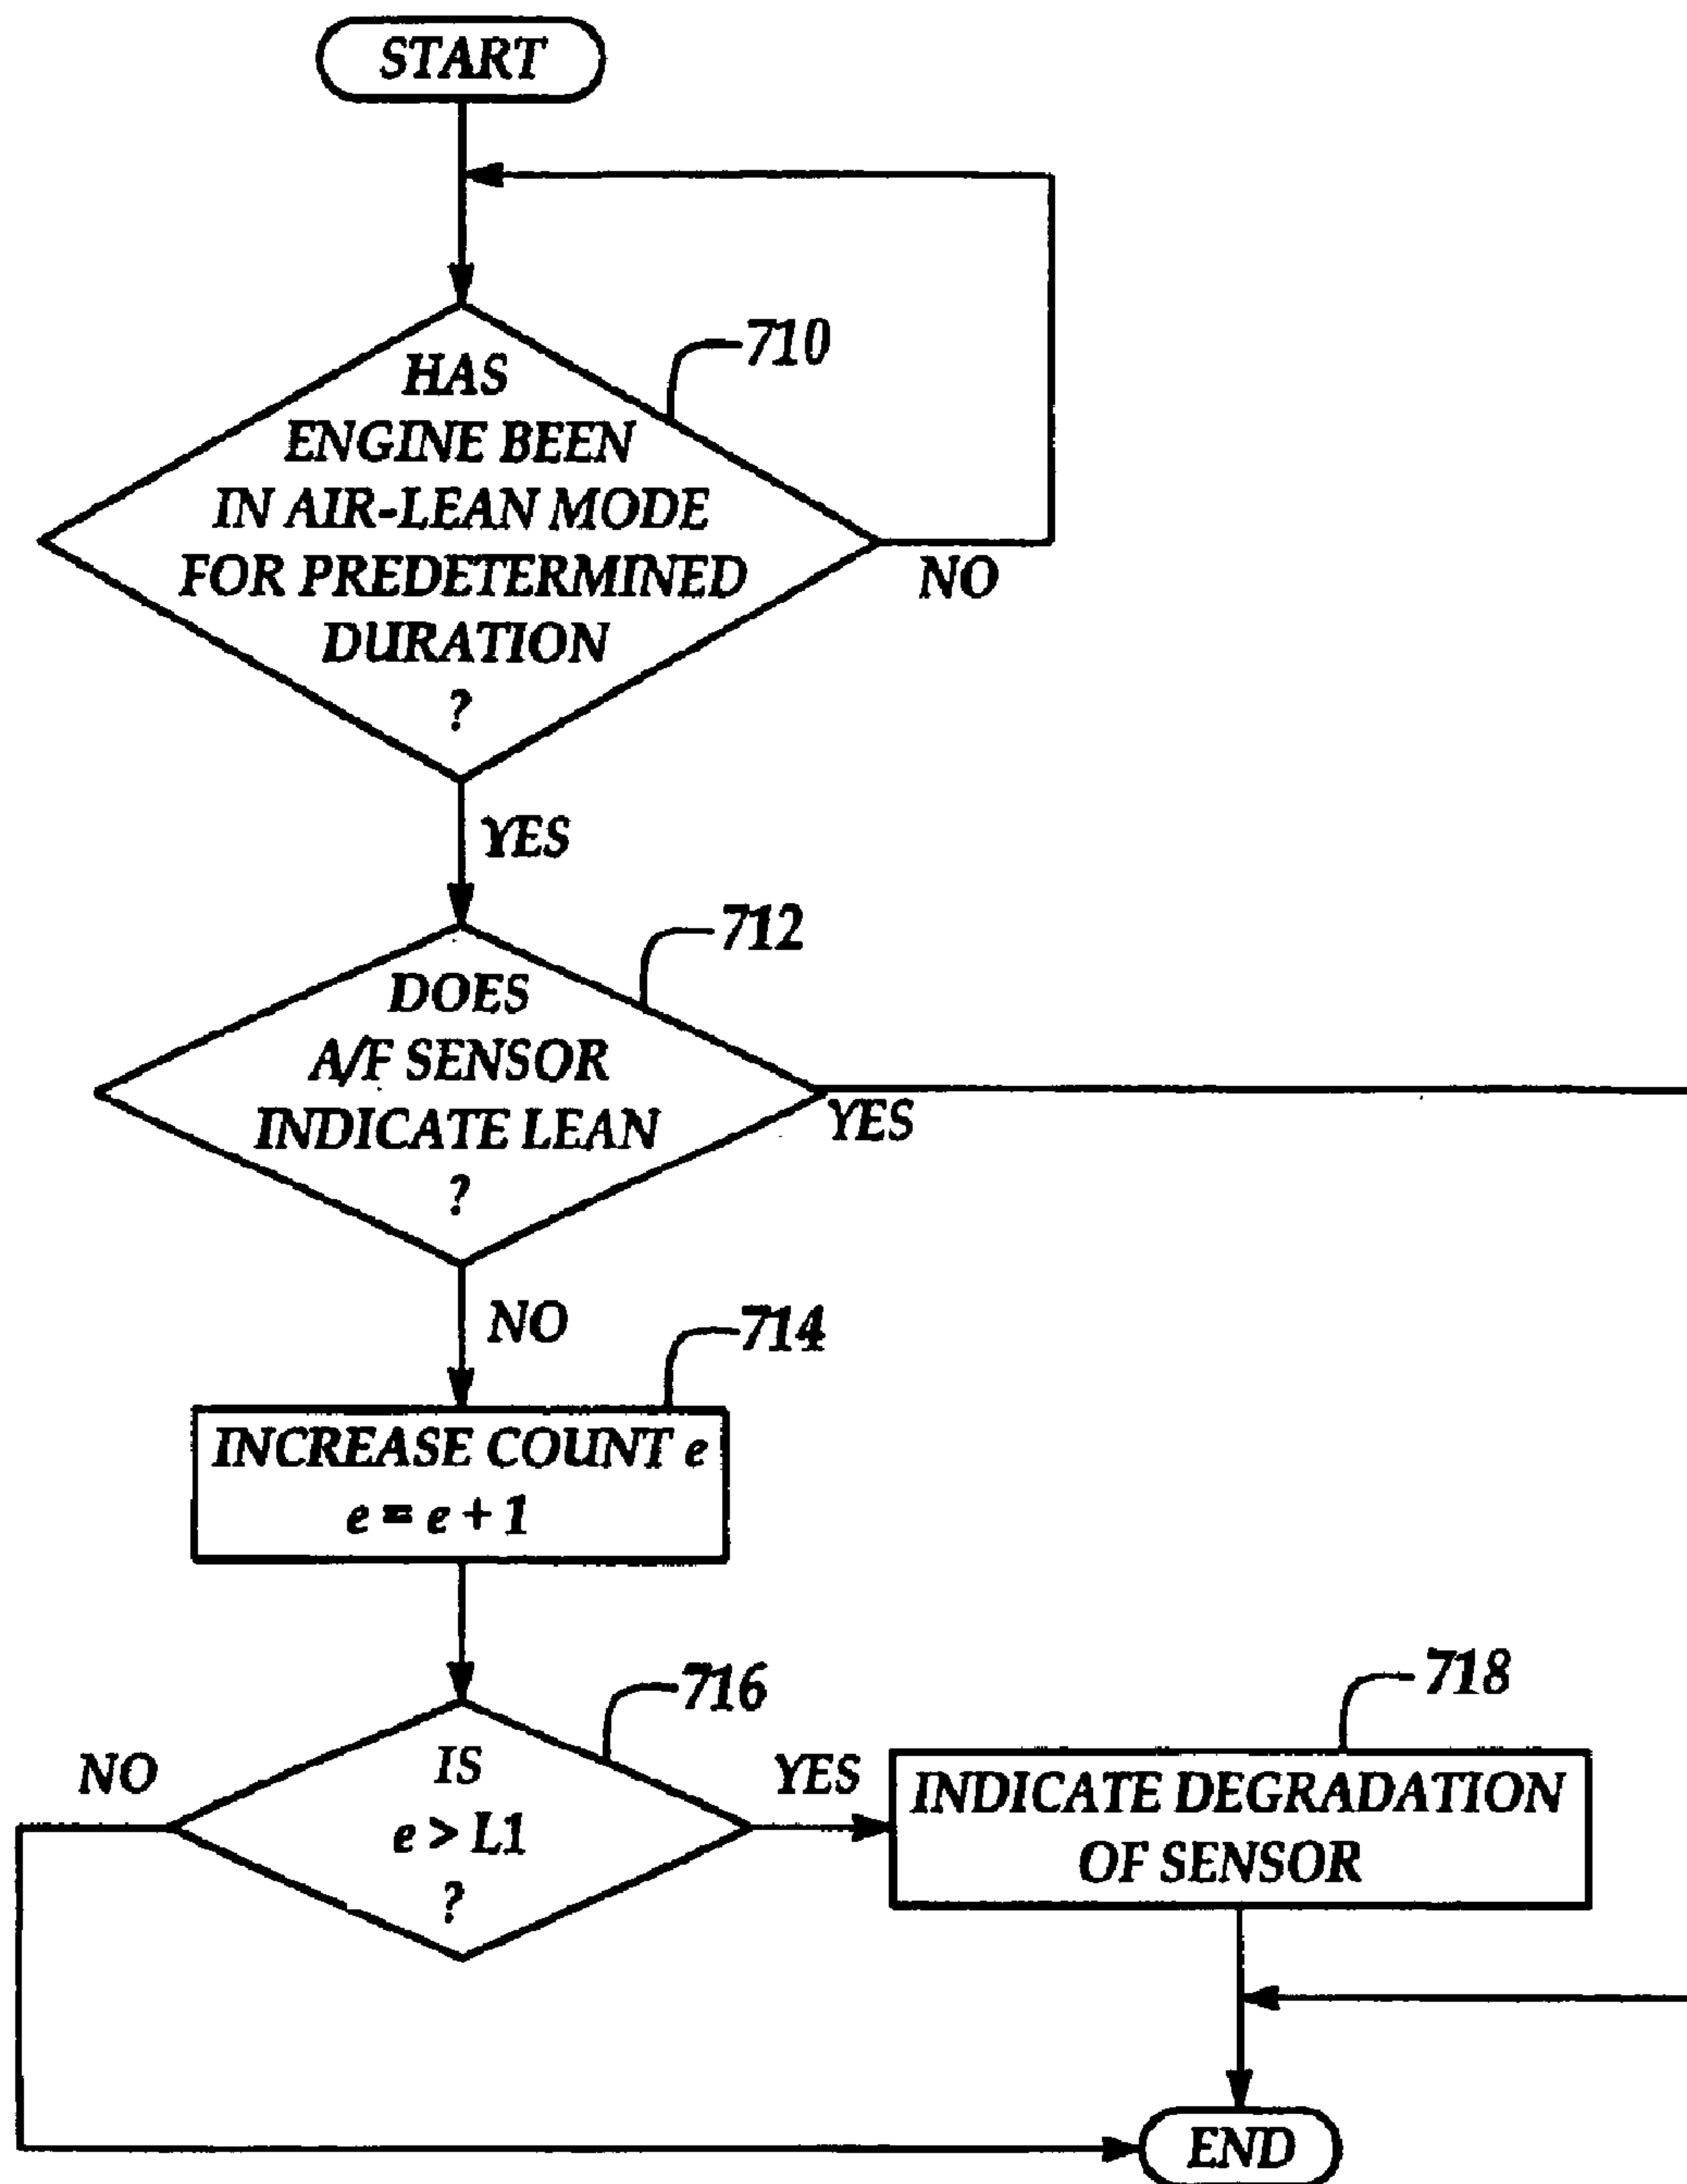 START
710
HAS
ENGINE BEEN
IN AIR-LEAN MODE
FOR PREDETERMINED
DURATION
?
NO
YES
712
DOES
A/F SENSOR
INDICATE LEAN
?
YES
NO
714
INCREASE COUNT e
e = e + 1
716
NO
IS
e > L1
?
YES
718
INDICATE DEGRADATION
OF SENSOR
END